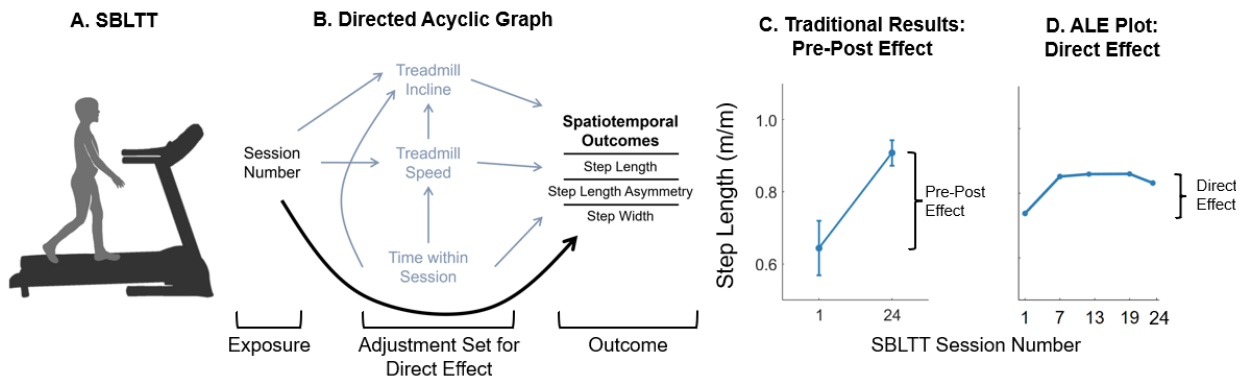 A. SBLTT
B. Directed Acyclic Graph
Session
Number
Treadmill
Incline
Treadmill
Speed
Time within
Session
Spatiotemporal
Outcomes
Step Length
Step Length Asymmetry
Step Width
Exposure
Adjustment Set for
Direct Effect
Outcome
C. Traditional Results:
Pre-Post Effect
Step Length (m/m)
1.0
0.8
0.6
Pre-Post
Effect
1
24
D. ALE Plot:
Direct Effect
Direct
Effect
1
7
13
19
24
SBLTT Session Number